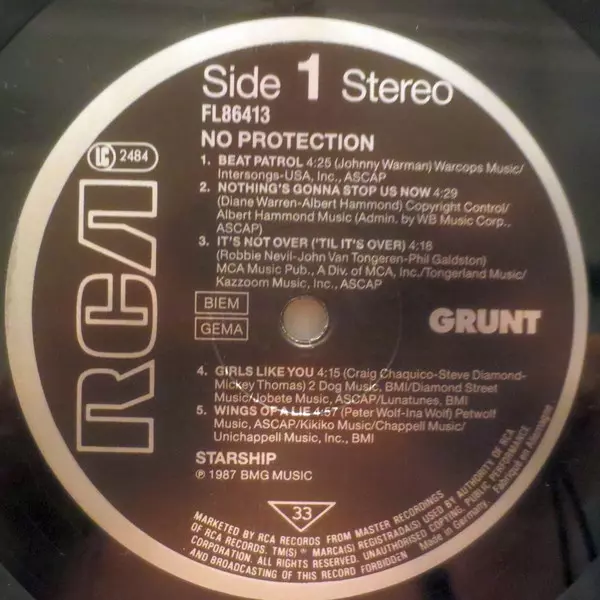 Side 1 Stereo
FL86413
NO PROTECTION
LC 2484
1. BEAT PATROL 4:25 (Johnny Warman) Warcops Music/
Intersongs-USA, Inc., ASCAP
2. NOTHING'S GONNA STOP US NOW 4:29
(Diane Warren-Albert Hammond) Copyright Control/
Albert Hammond Music (Admin. by WB Music Corp.,
ASCAP)
3. IT'S NOT OVER ('TIL IT'S OVER) 4:18
(Robbie Nevil-John Van Tongeren-Phil Galdston)
MCA Music Pub., A Div. of MCA, Inc./Tongerland Music/
Kazzoom Music, Inc., ASCAP
RCA
BIEM
GEMA
GRUNT
4. GIRLS LIKE YOU 4:15 (Craig Chaquico-Steve Diamond-
Mickey Thomas) 2 Dog Music, BMI/Diamond Street
Music/Jobete Music, ASCAP/Lunatunes, BMI
5. WINGS OF A LIE 4:57 (Peter Wolf-Ina Wolf) Petwolf
Music, ASCAP/Kikiko Music/Chappell Music/
Unichappell Music, Inc., BMI
STARSHIP
℗ 1987 BMG MUSIC
33
MARKETED BY RCA RECORDS FROM MASTER RECORDINGS
OF RCA RECORDS. TM(S) ® MARCA(S) REGISTRADA(S) USED BY AUTHORITY OF RCA
CORPORATION. ALL RIGHTS RESERVED. UNAUTHORISED COPYING, PUBLIC PERFORMANCE
AND BROADCASTING OF THIS RECORD FORBIDDEN
Made in Germany.
Fabriqué en Allemagne